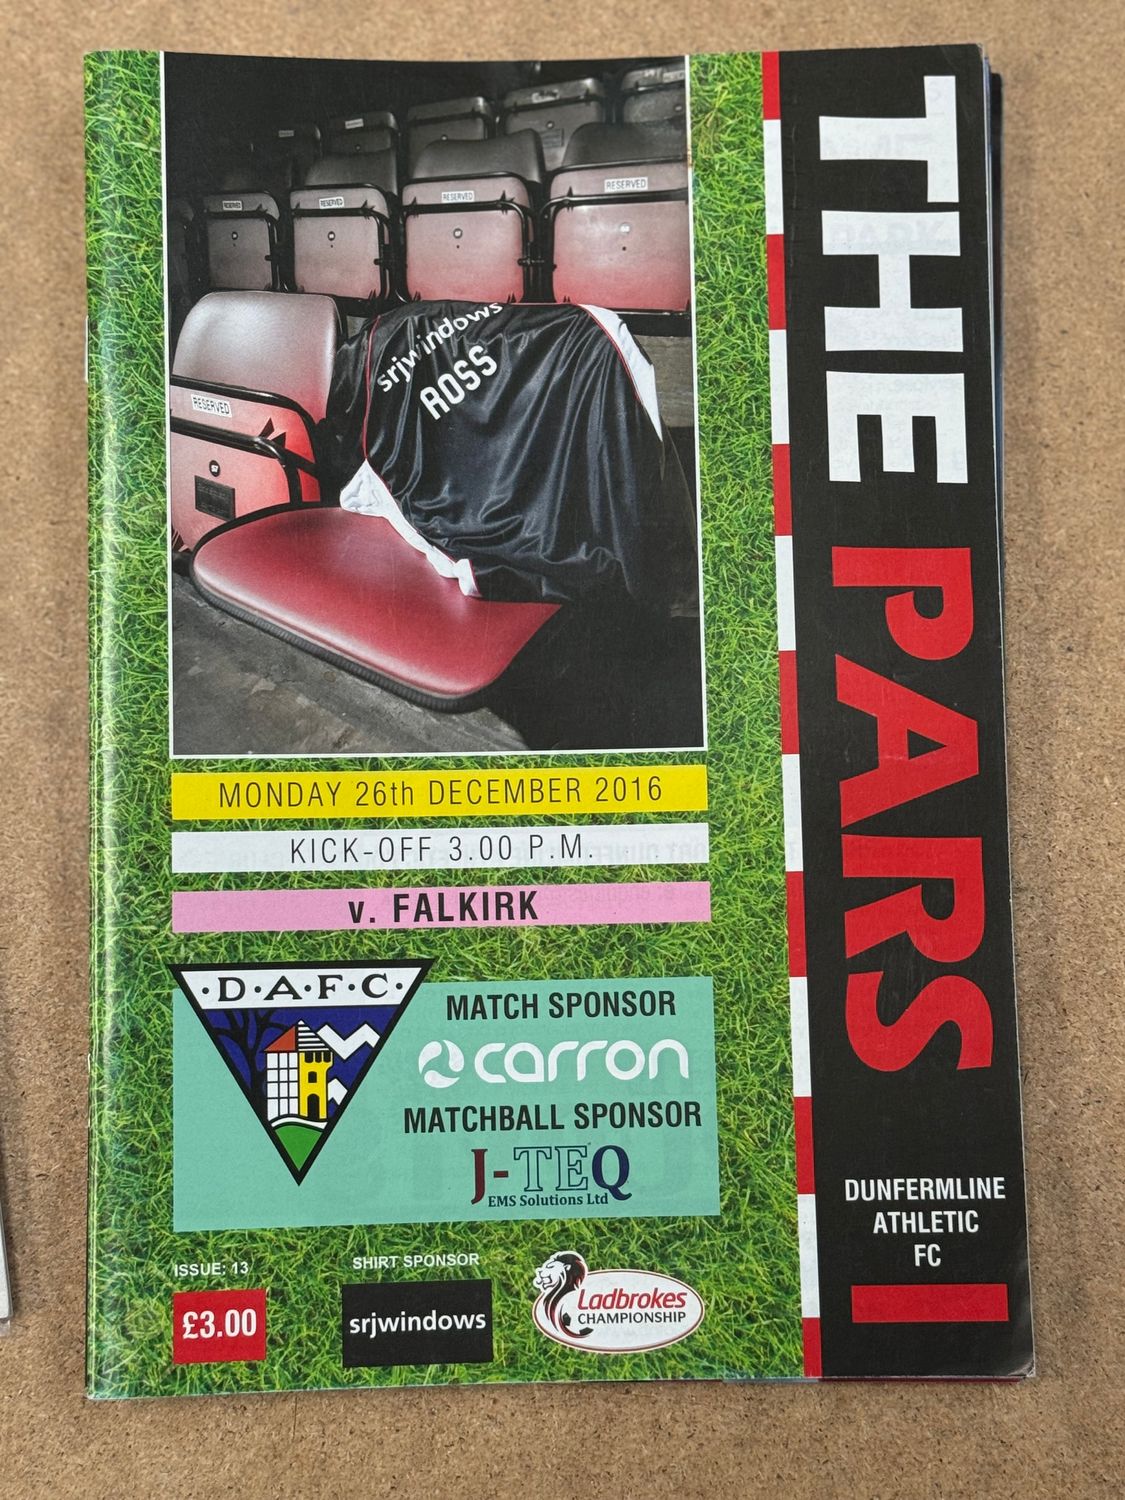 RESERVED
RESERVED
RESERVED
RESERVED
RESERVED
srjwindows
ROSS
MONDAY 26th DECEMBER 2016
KICK-OFF 3.00 P.M.
v. FALKIRK
·D·A·F·C·
MATCH SPONSOR
carron
MATCHBALL SPONSOR
J-TEQ
EMS Solutions Ltd
ISSUE: 13
£3.00
SHIRT SPONSOR
srjwindows
Ladbrokes
CHAMPIONSHIP
THE PARS
DUNFERMLINE
ATHLETIC
FC